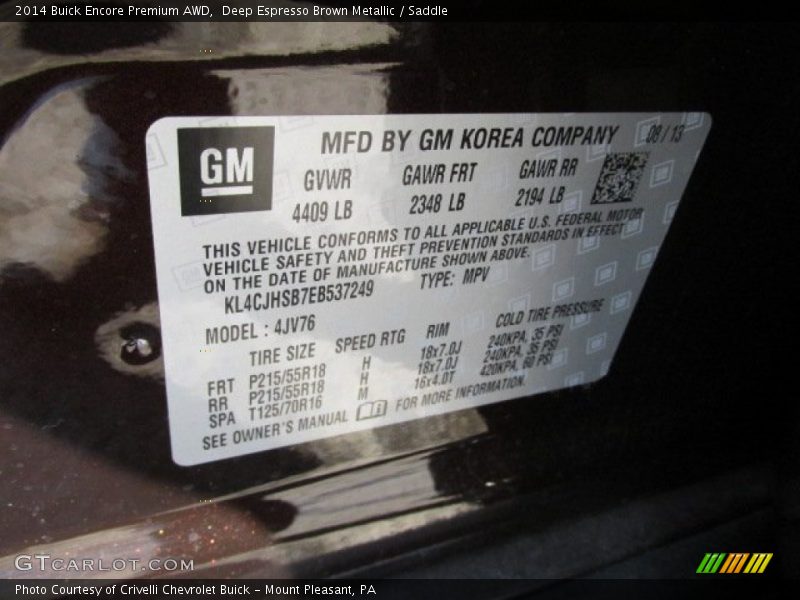 2014 Buick Encore Premium AWD,  Deep Espresso Brown Metallic / Saddle
GM
MFD BY GM KOREA COMPANY 08 / 13
GVWR GAWR FRT GAWR RR
4409 LB 2348 LB 2194 LB
THIS VEHICLE CONFORMS TO ALL APPLICABLE U.S. FEDERAL MOTOR
VEHICLE SAFETY AND THEFT PREVENTION STANDARDS IN EFFECT
ON THE DATE OF MANUFACTURE SHOWN ABOVE.
KL4CJHSB7EB537249 TYPE: MPV
MODEL : 4JV76
TIRE SIZE SPEED RTG RIM COLD TIRE PRESSURE
FRT P215/55R18 H 18x7.0J 240KPA, 35 PSI
RR P215/55R18 H 18x7.0J 240KPA, 35 PSI
SPA T125/70R16 M 16x4.0T 420KPA, 60 PSI
SEE OWNER'S MANUAL FOR MORE INFORMATION.
GTCARLOT.COM
Photo Courtesy of Crivelli Chevrolet Buick - Mount Pleasant, PA